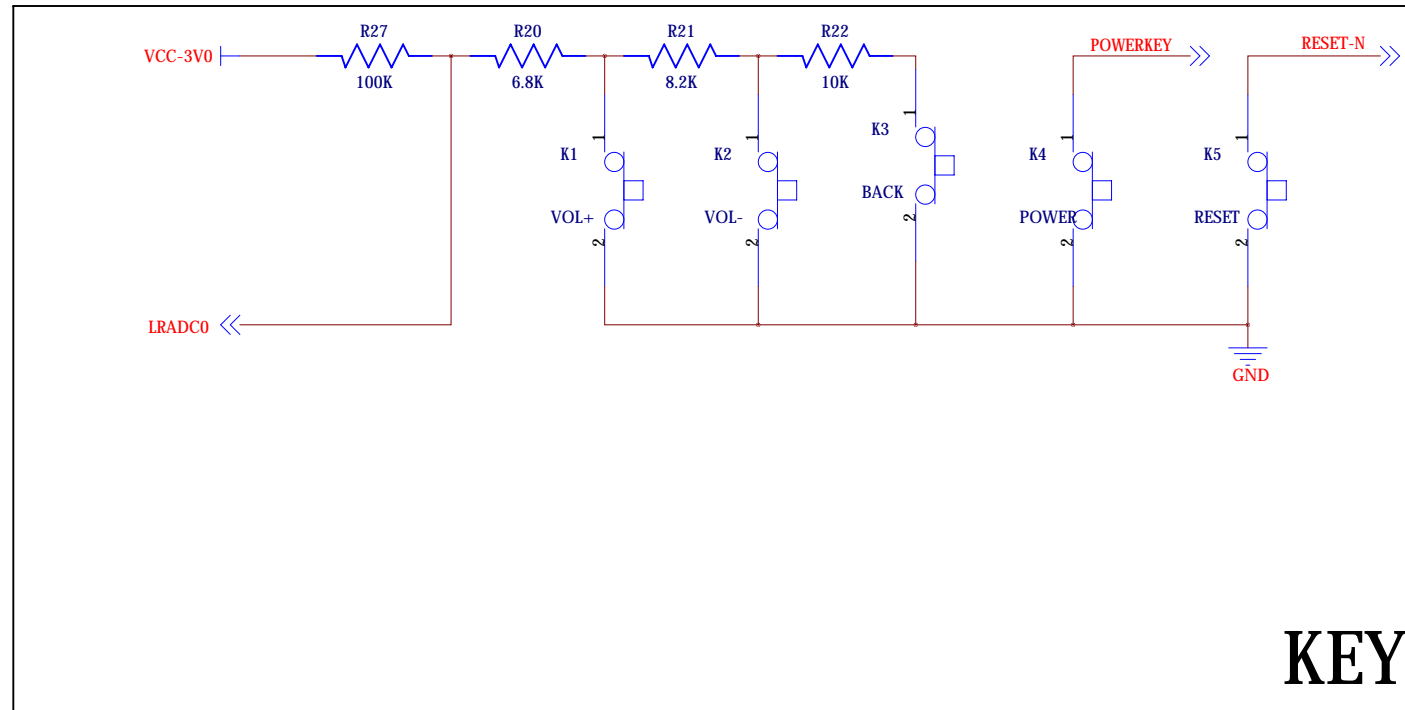 R27
R20
R21
R22
VCC-3V0
100K
6.8K
8.2K
10K
POWERKEY
RESET-N
1
K1
VOL+
2
1
K2
VOL-
2
1
K3
BACK
2
1
K4
POWER
2
1
K5
RESET
2
LRADC0
GND
KEY